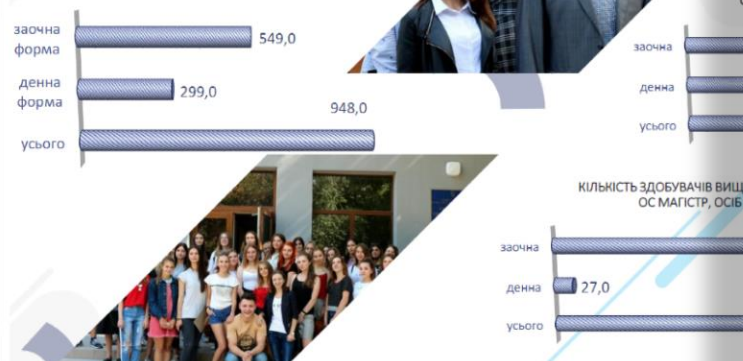 заочна
форма
549,0
денна
форма
299,0
948,0
усього
заочна
денна
усього
КІЛЬКІСТЬ ЗДОБУВАЧІВ
ОС МАГІСТР, ОСІБ
заочна
денна
27,0
усього